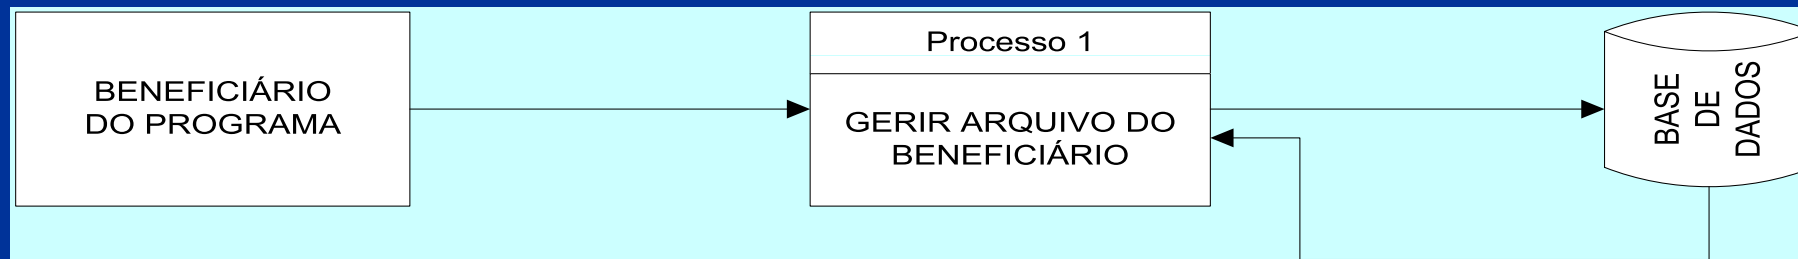 BENEFICIÁRIO
DO PROGRAMA
Processo 1
GERIR ARQUIVO DO
BENEFICIÁRIO
BASE
DE
DADOS